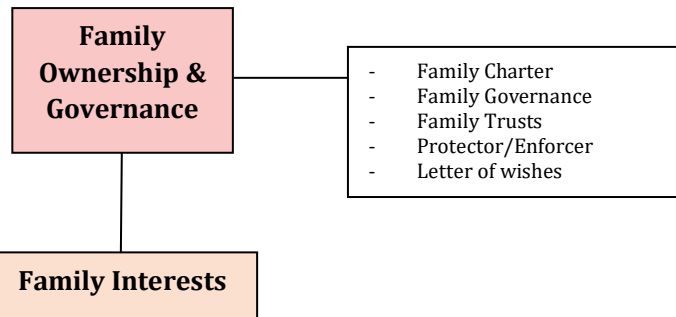 Family
Ownership &
Governance
- Family Charter
- Family Governance
- Family Trusts
- Protector/Enforcer
- Letter of wishes
Family Interests